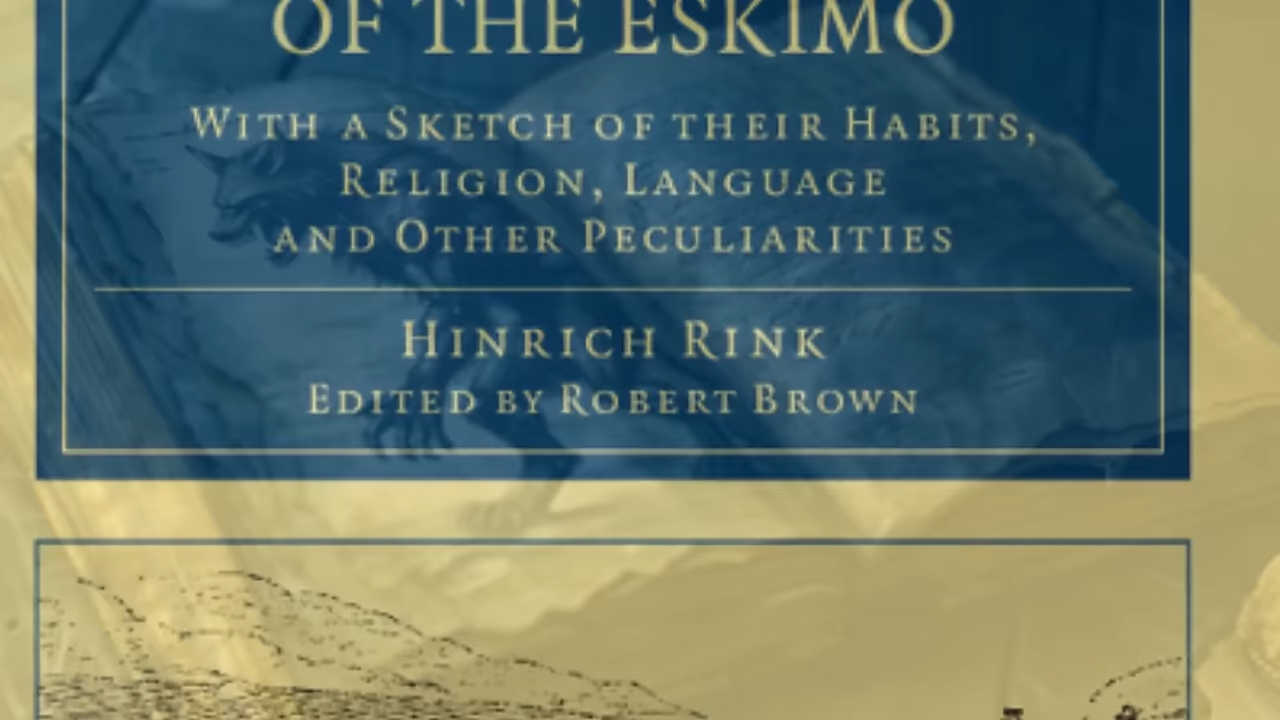 OF THE ESKIMO
WITH A SKETCH OF THEIR HABITS,
RELIGION, LANGUAGE
AND OTHER PECULIARITIES
HINRICH RINK
EDITED BY ROBERT BROWN